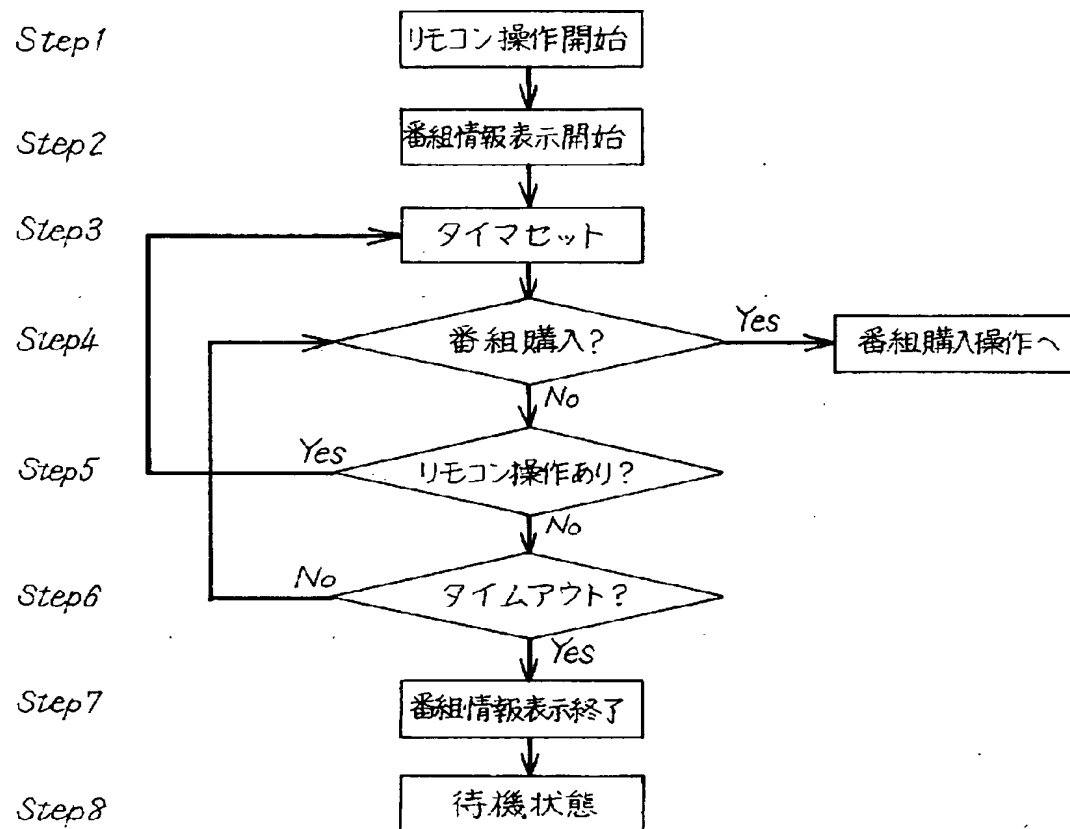 Step1
リモコン操作開始
Step2
番組情報表示開始
Step3
タイマセット
Step4
番組購入?
Yes
番組購入操作へ
No
Step5
Yes
リモコン操作あり?
No
Step6
No
タイムアウト?
Yes
Step7
番組情報表示終了
Step8
待機状態